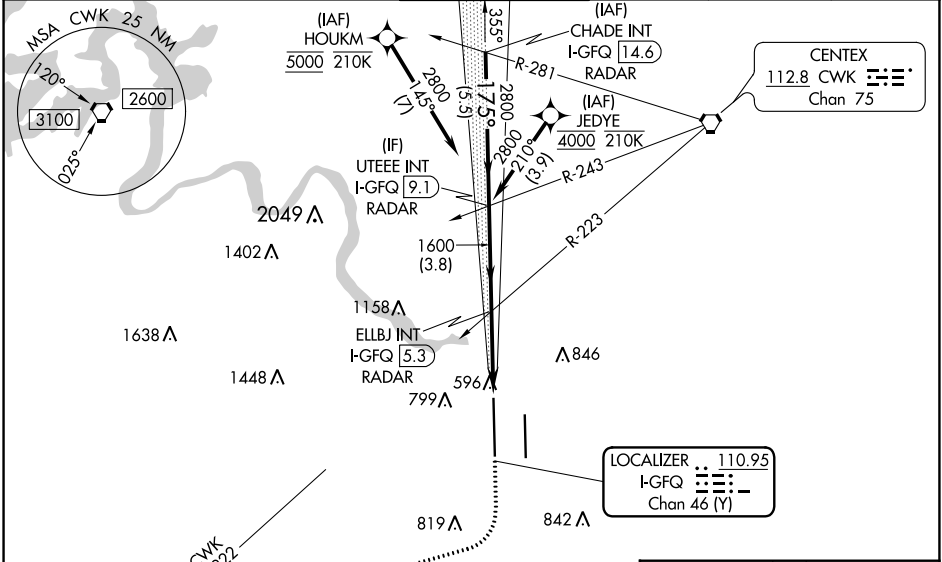 MSA CWK 25 NM
120°
2600
3100
025°
(IAF)
HOUKM
5000 210K
2800
145°
(7)
355°
(IAF)
CHADE INT
I-GFQ 14.6
RADAR
R-281
175°
(5.5)
2800
CENTEX
112.8 CWK
Chan 75
(IAF)
JEDYE
4000 210K
2800
210°
(3.9)
(IF)
UTEEE INT
I-GFQ 9.1
RADAR
R-243
R-223
2049
1402
1600
(3.8)
1158
1638
ELLBJ INT
I-GFQ 5.3
RADAR
846
1448
596
799
LOCALIZER 110.95
I-GFQ
Chan 46 (Y)
819
842
CWK